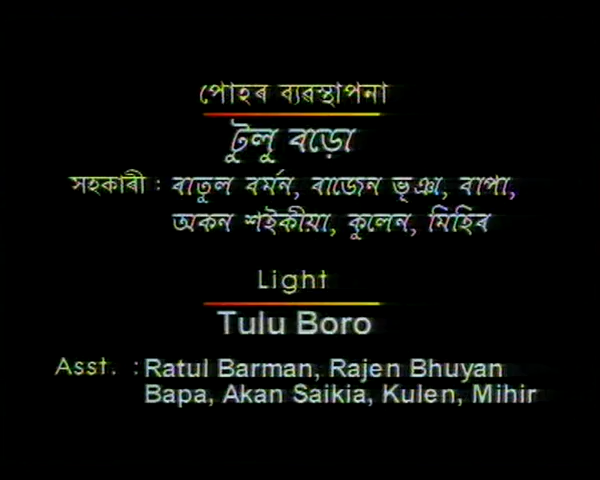 পোহৰ ব্যৱস্থাপনা
টুলু বড়ো
সহকাৰী : ৰাতুল বৰ্মন, ৰাজেন ভূঞা, বাপা,
অকন শইকীয়া, কুলেন, মিহিৰ
Light
Tulu Boro
Asst. : Ratul Barman, Rajen Bhuyan
Bapa, Akan Saikia, Kulen, Mihir